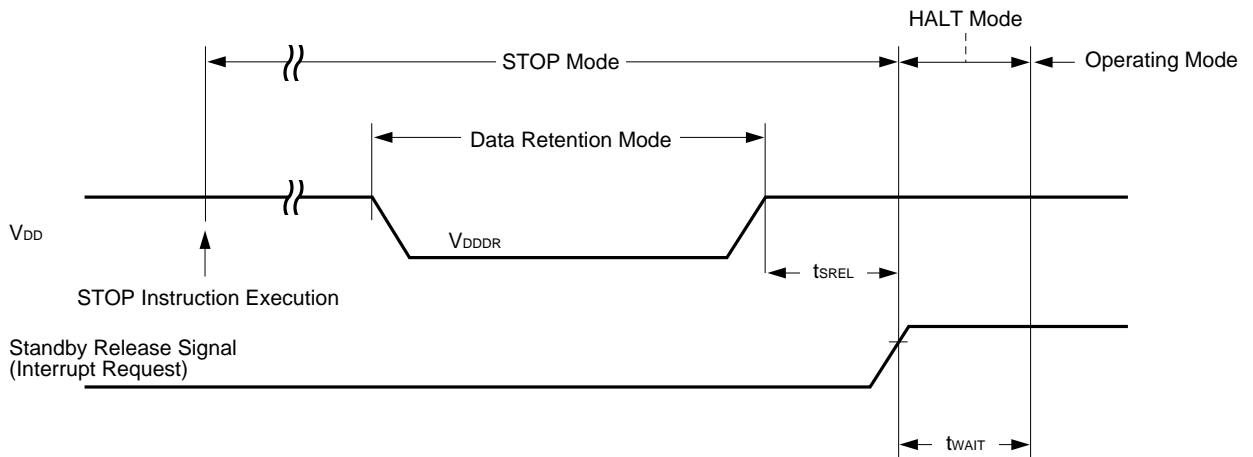 HALT Mode
STOP Mode
Operating Mode
Data Retention Mode
VDD
VDDDR
tSREL
STOP Instruction Execution
Standby Release Signal
(Interrupt Request)
tWAIT